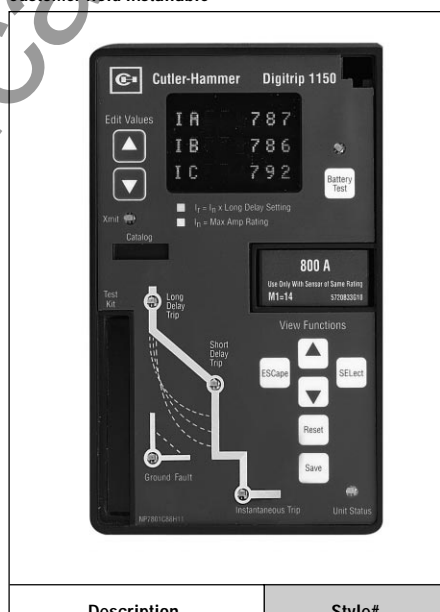 Cutler-Hammer Digitrip 1150
Edit Values
I A 787
I B 786
I C 792
Battery
Test
Ir = In x Long Delay Setting
In = Max Amp Rating
Xmit
Catalog
800 A
Use Only With Sensor of Same Rating
M1=14 5720B33G10
Test
Kit
Long
Delay
Trip
View Functions
Short
Delay
Trip
ESCape
SELect
Reset
Save
Ground Fault
Instantaneous Trip
Unit Status
Description Style#